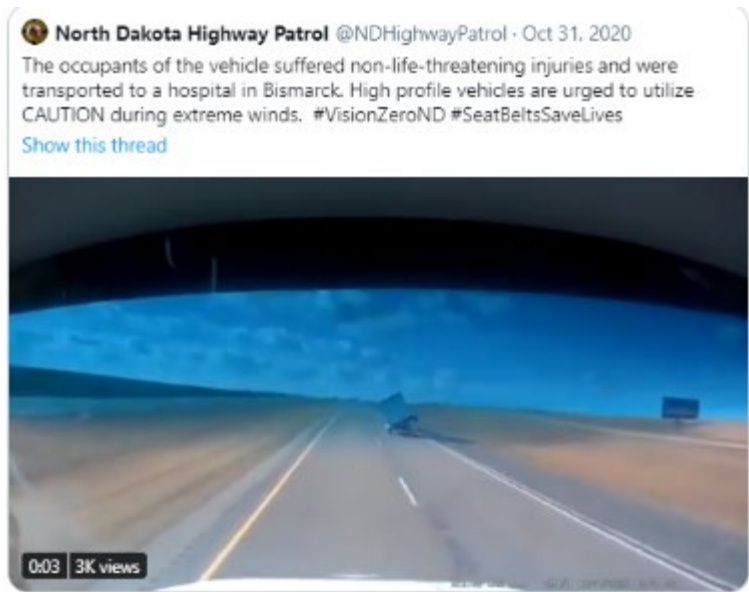 North Dakota Highway Patrol @NDHighwayPatrol · Oct 31, 2020
The occupants of the vehicle suffered non-life-threatening injuries and were
transported to a hospital in Bismarck. High profile vehicles are urged to utilize
CAUTION during extreme winds. #VisionZeroND #SeatBeltsSaveLives
Show this thread
0:03 3K views